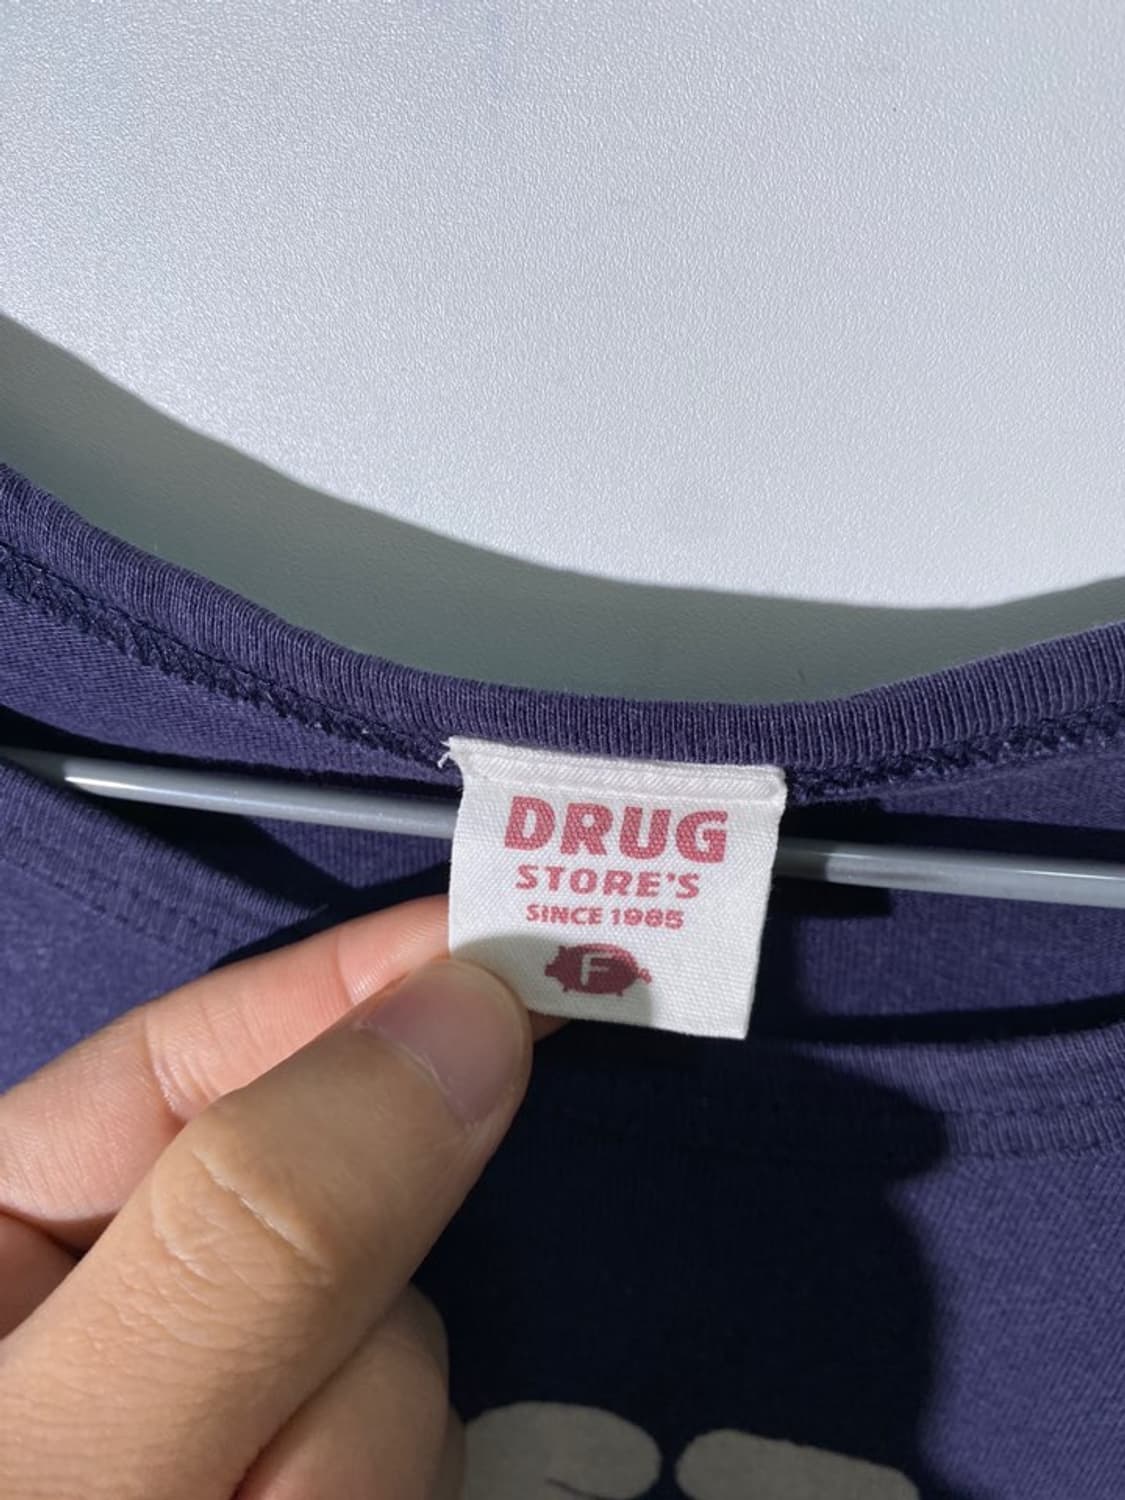 DRUG
STORE'S
SINCE 1985
F